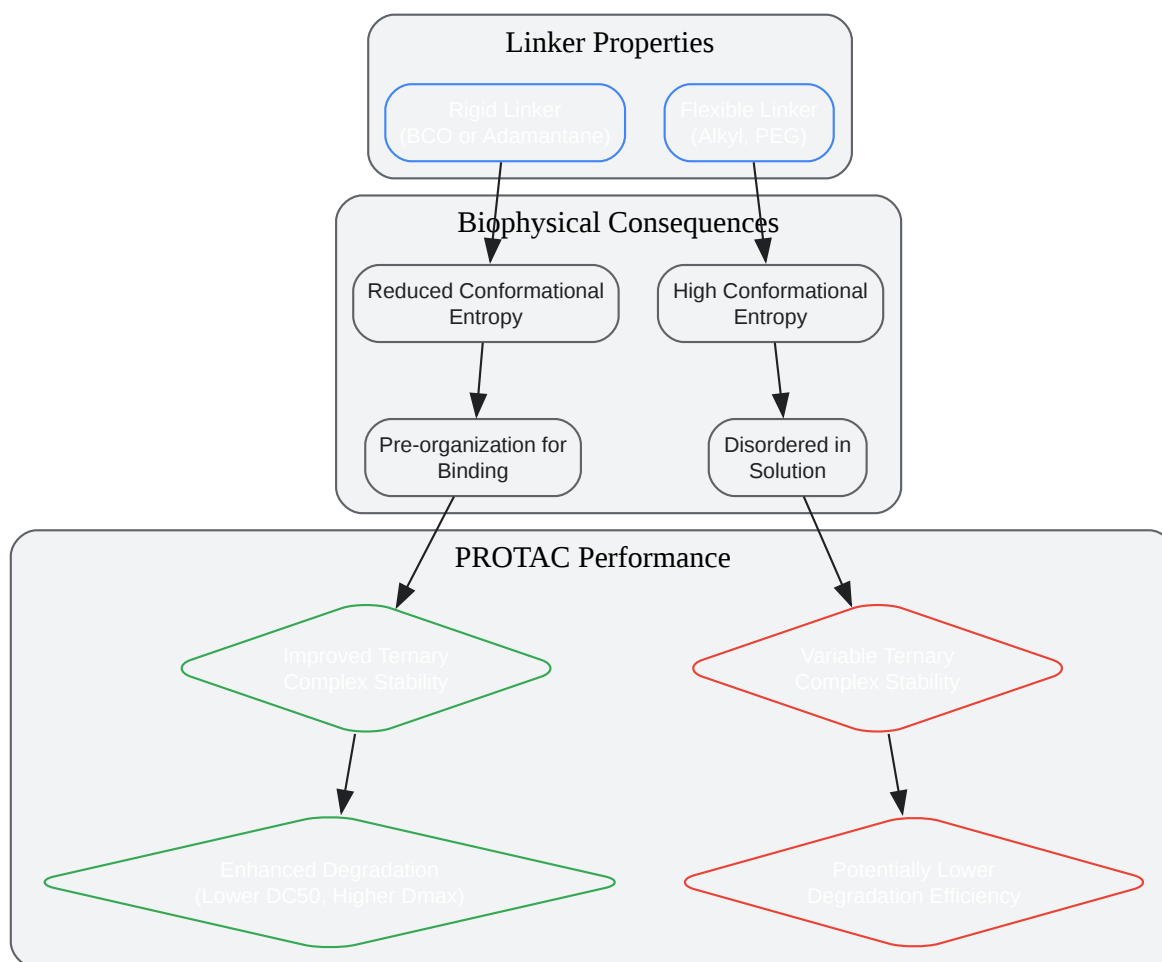 Linker Properties
Rigid Linker
(BCO or Adamantane)
Flexible Linker
(Alkyl, PEG)
Biophysical Consequences
Reduced Conformational
Entropy
High Conformational
Entropy
Pre-organization for
Binding
Disordered in
Solution
PROTAC Performance
Improved Ternary
Complex Stability
Variable Ternary
Complex Stability
Enhanced Degradation
(Lower DC50, Higher Dmax)
Potentially Lower
Degradation Efficiency